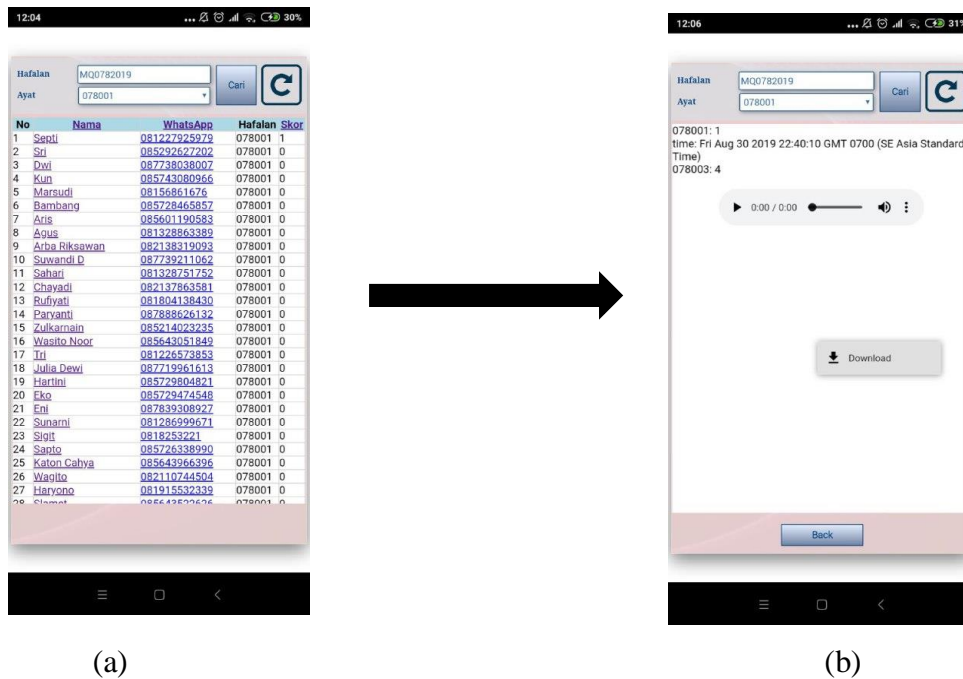 12:04
... 30%
Hafalan MQ0782019
Cari
Ayat 078001
No Nama WhatsApp Hafalan Skor
1 Septi 081227925979 078001 1
2 Sri 085292627202 078001 0
3 Dwi 087738038007 078001 0
4 Kun 085743080966 078001 0
5 Marsudi 08156861676 078001 0
6 Bambang 085728465857 078001 0
7 Aris 085601190583 078001 0
8 Agus 081328863389 078001 0
9 Arba Riksawan 082138319093 078001 0
10 Suwandi D 087739211062 078001 0
11 Sahari 081328751752 078001 0
12 Chayadi 082137863581 078001 0
13 Rufiyati 081804138430 078001 0
14 Paryanti 087888626132 078001 0
15 Zulkarnain 085214023235 078001 0
16 Wasito Noor 085643051849 078001 0
17 Tri 081226573853 078001 0
18 Julia Dewi 087719961613 078001 0
19 Hartini 085729804821 078001 0
20 Eko 085729474548 078001 0
21 Eni 087839308927 078001 0
22 Sunarni 081286999671 078001 0
23 Sigit 0818253221 078001 0
24 Sapto 085726338990 078001 0
25 Katon Cahya 085643966396 078001 0
26 Wagito 082110744504 078001 0
27 Haryono 081915532339 078001 0
28 Slamet 085643522626 078001 0
(a)
12:06
... 31%
Hafalan MQ0782019
Cari
Ayat 078001
078001: 1
time: Fri Aug 30 2019 22:40:10 GMT 0700 (SE Asia Standard
Time)
078003: 4
0:00 / 0:00
Download
Back
(b)